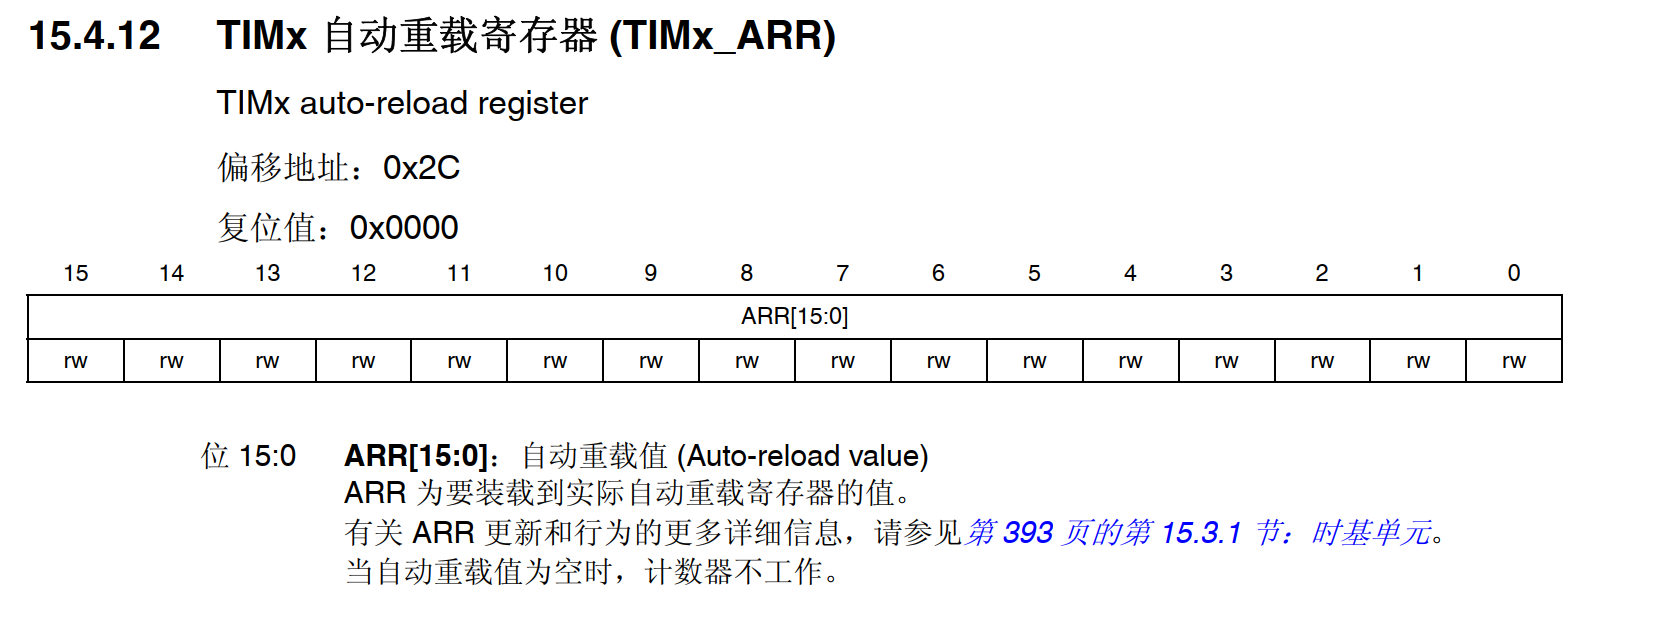 15.4.12 TIMx 自动重载寄存器 (TIMx_ARR)
TIMx auto-reload register
偏移地址：0x2C
复位值：0x0000
15 14 13 12 11 10 9 8 7 6 5 4 3 2 1 0
ARR[15:0]
rw rw rw rw rw rw rw rw rw rw rw rw rw rw rw rw
位 15:0 ARR[15:0]：自动重载值 (Auto-reload value)
ARR 为要装载到实际自动重载寄存器的值。
有关 ARR 更新和行为的更多详细信息，请参见第 393 页的第 15.3.1 节：时基单元。
当自动重载值为空时，计数器不工作。